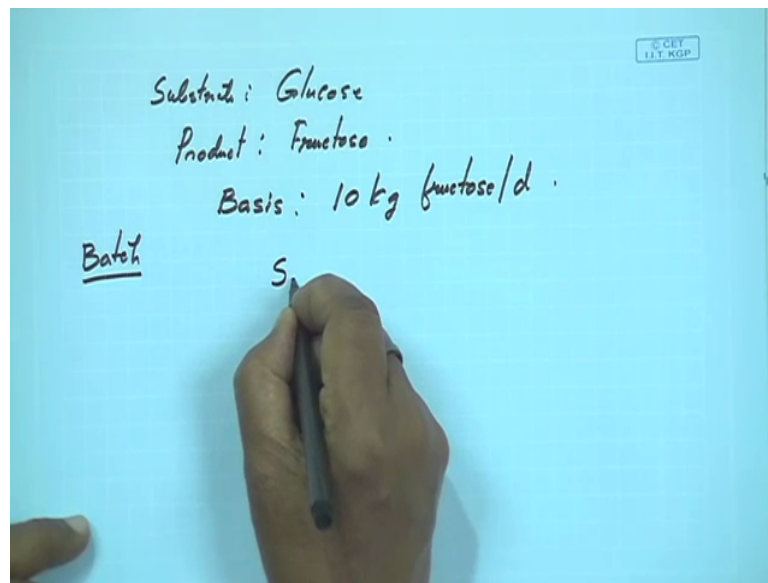 © CET
I.I.T. KGP
Substrate: Glucose
Product: Fructose.
Basis: 10 kg fructose/d.
Batch
S